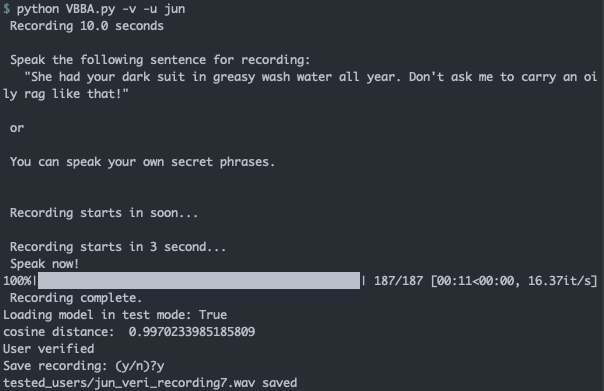 $ python VBBA.py -v -u jun
Recording 10.0 seconds
Speak the following sentence for recording:
"She had your dark suit in greasy wash water all year. Don't ask me to carry an oi
ly rag like that!"
or
You can speak your own secret phrases.
Recording starts in soon...
Recording starts in 3 second...
Speak now!
100%| | 187/187 [00:11<00:00, 16.37it/s]
Recording complete.
Loading model in test mode: True
cosine distance:  0.9970233985185809
User verified
Save recording: (y/n)?y
tested_users/jun_veri_recording7.wav saved